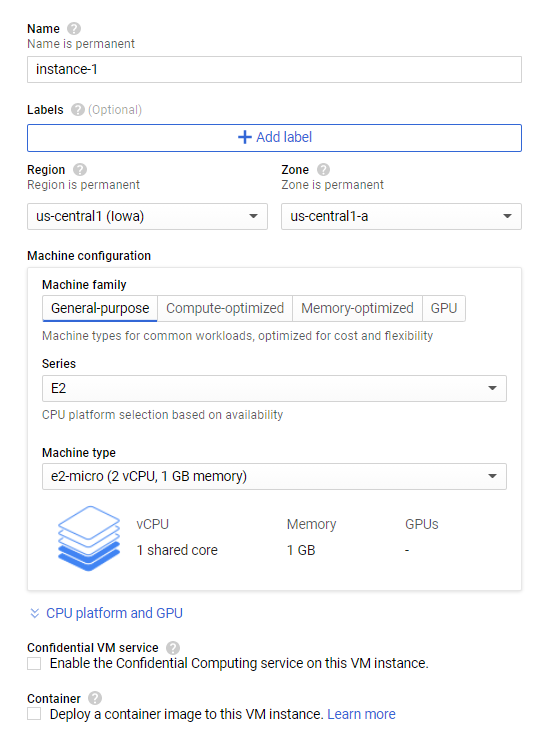 Name
Name is permanent
instance-1
Labels (Optional)
Add label
Region
Region is permanent
Zone
Zone is permanent
us-central1 (Iowa)
us-central1-a
Machine configuration
Machine family
General-purpose Compute-optimized Memory-optimized GPU
Machine types for common workloads, optimized for cost and flexibility
Series
E2
CPU platform selection based on availability
Machine type
e2-micro (2 vCPU, 1 GB memory)
vCPU Memory GPUs
1 shared core 1 GB -
CPU platform and GPU
Confidential VM service
Enable the Confidential Computing service on this VM instance.
Container
Deploy a container image to this VM instance. Learn more